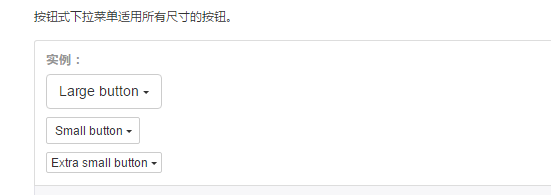 按钮式下拉菜单适用所有尺寸的按钮。
实例：
Large button
Small button
Extra small button